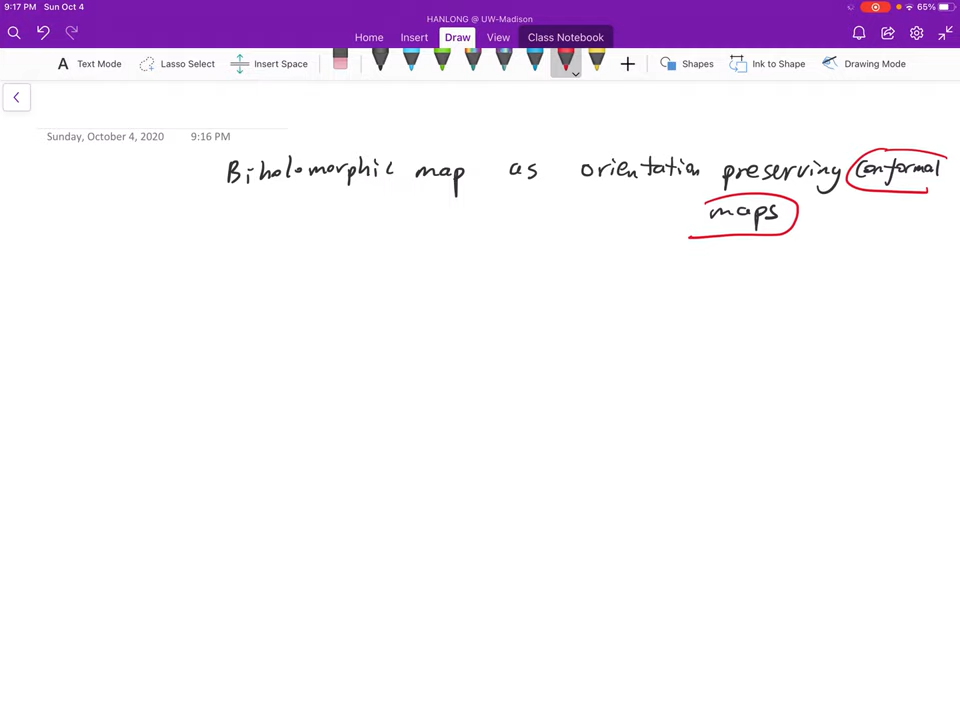 9:17 PM Sun Oct 4
65%
HANLONG @ UW-Madison
Home Insert Draw View Class Notebook
Text Mode Lasso Select Insert Space Shapes Ink to Shape Drawing Mode
Sunday, October 4, 2020 9:16 PM
Biholomorphic map as orientation preserving conformal
maps